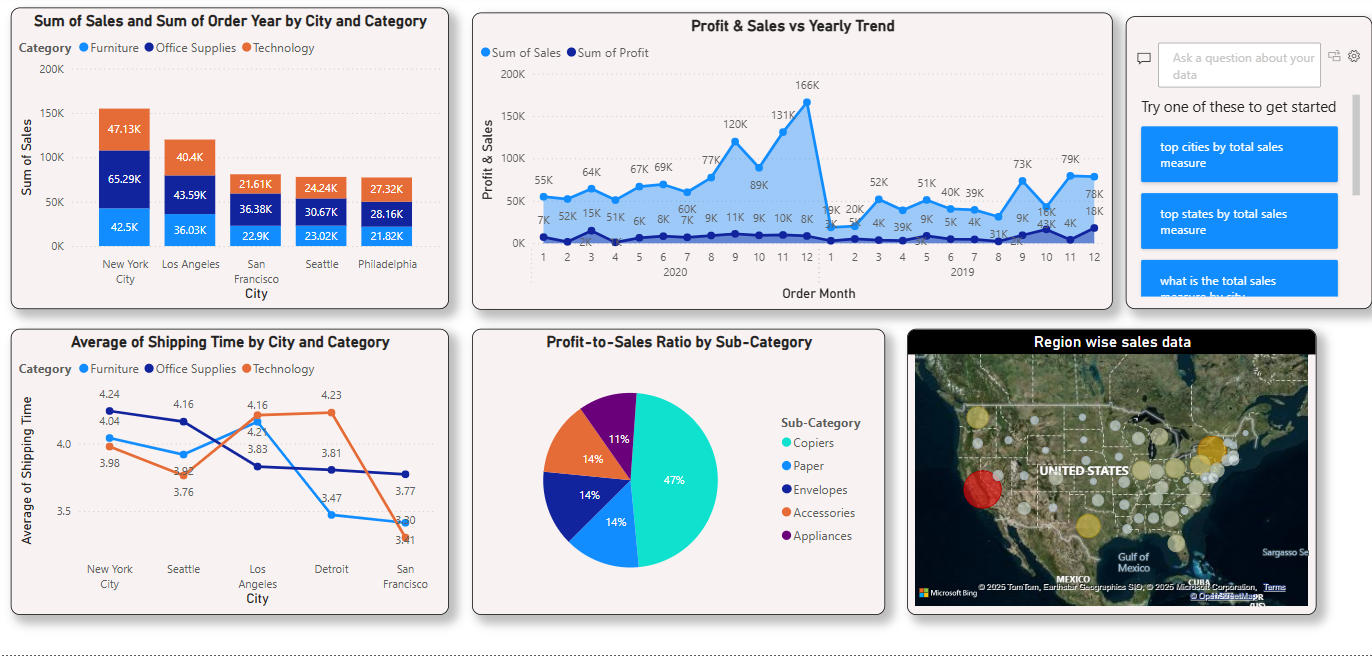 Sum of Sales and Sum of Order Year by City and Category
Category Furniture Office Supplies Technology
200K
150K
100K
50K
0K
Sum of Sales
47.13K
65.29K
42.5K
40.4K
43.59K
36.03K
21.61K
36.38K
22.9K
24.24K
30.67K
23.02K
27.32K
28.16K
21.82K
New York
City
Los Angeles
San
Francisco
Seattle
Philadelphia
City
Profit & Sales vs Yearly Trend
Sum of Sales Sum of Profit
200K
150K
100K
50K
0K
Profit & Sales
55K
52K
64K
51K
67K
69K
60K
77K
120K
89K
131K
166K
19K
20K
52K
39K
51K
40K
39K
31K
73K
43K
79K
78K
7K
2K
15K
6K
8K
7K
9K
11K
9K
10K
8K
5K
4K
9K
5K
4K
2K
9K
16K
4K
18K
1 2 3 4 5 6 7 8 9 10 11 12 1 2 3 4 5 6 7 8 9 10 11 12
2020 2019
Order Month
Ask a question about your
data
Try one of these to get started
top cities by total sales
measure
top states by total sales
measure
what is the total sales
measure by city
Average of Shipping Time by City and Category
Category Furniture Office Supplies Technology
4.0
3.5
Average of Shipping Time
4.24
4.04
3.98
4.16
3.92
3.76
4.16
4.21
3.83
4.23
3.81
3.47
3.77
3.30
3.41
New York
City
Seattle
Los
Angeles
Detroit
San
Francisco
City
Profit-to-Sales Ratio by Sub-Category
47%
14%
14%
14%
11%
Sub-Category
Copiers
Paper
Envelopes
Accessories
Appliances
Region wise sales data
UNITED STATES
Gulf of
Mexico
Sargasso Se
MEXICO
CUBA
PR
(US)
Microsoft Bing
© 2025 TomTom, Earthstar Geographics SIO, © 2025 Microsoft Corporation, Terms
© OpenStreetMap